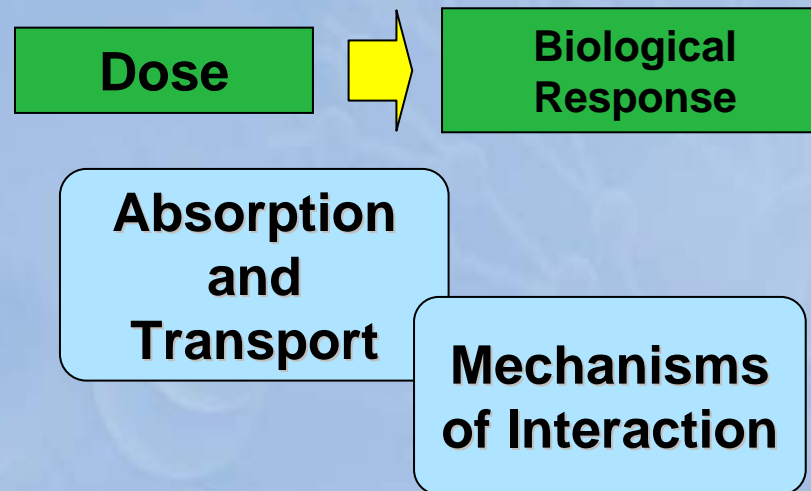 Dose
Biological
Response
Absorption
and
Transport
Mechanisms
of Interaction